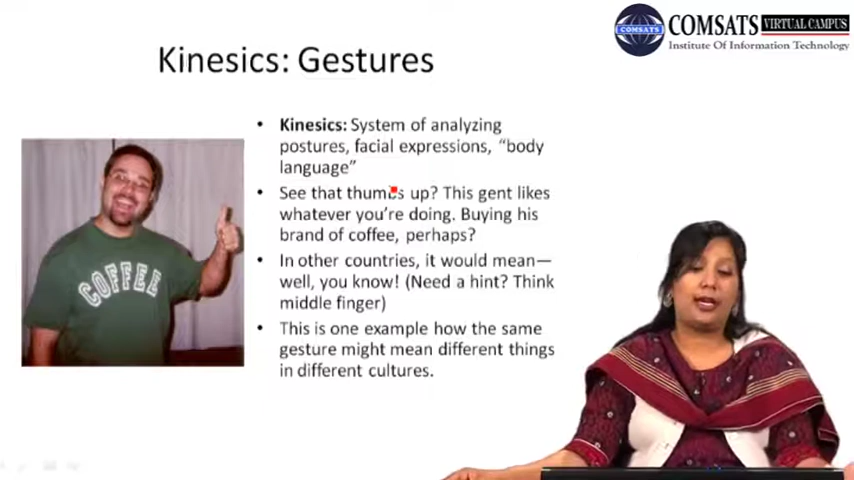 COMSATS VIRTUAL CAMPUS
COMSATS
Institute Of Information Technology
Kinesics: Gestures
• Kinesics: System of analyzing
postures, facial expressions, “body
language”
• See that thumbs up? This gent likes
whatever you’re doing. Buying his
brand of coffee, perhaps?
• In other countries, it would mean—
well, you know! (Need a hint? Think
middle finger)
• This is one example how the same
gesture might mean different things
in different cultures.
COFFEE